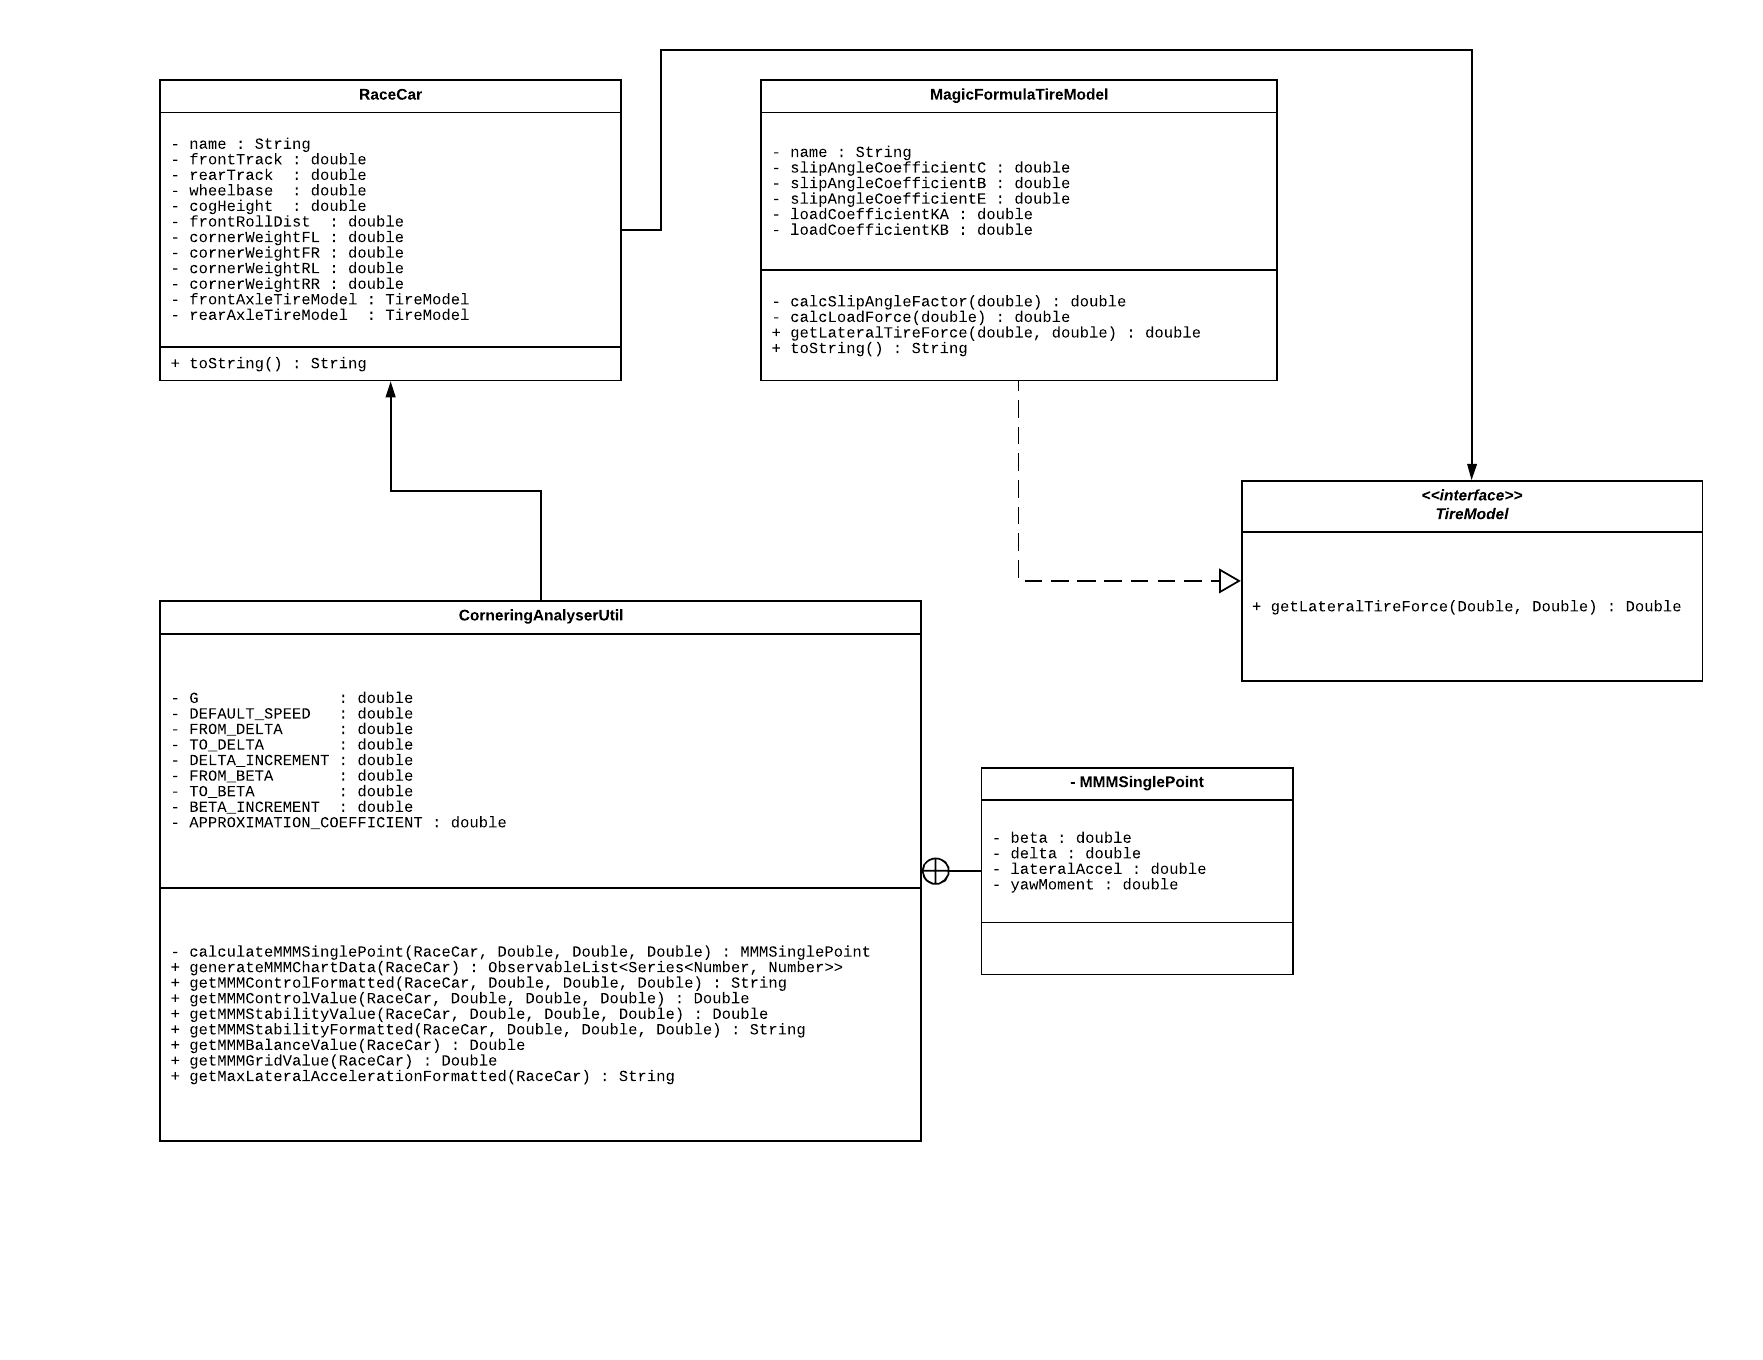 RaceCar
- name : String
- frontTrack : double
- rearTrack  : double
- wheelbase  : double
- cogHeight  : double
- frontRollDist  : double
- cornerWeightFL : double
- cornerWeightFR : double
- cornerWeightRL : double
- cornerWeightRR : double
- frontAxleTireModel : TireModel
- rearAxleTireModel  : TireModel
+ toString() : String
MagicFormulaTireModel
- name : String
- slipAngleCoefficientC : double
- slipAngleCoefficientB : double
- slipAngleCoefficientE : double
- loadCoefficientKA : double
- loadCoefficientKB : double
- calcSlipAngleFactor(double) : double
- calcLoadForce(double) : double
+ getLateralTireForce(double, double) : double
+ toString() : String
<<interface>>
TireModel
+ getLateralTireForce(Double, Double) : Double
CorneringAnalyserUtil
- G               : double
- DEFAULT_SPEED   : double
- FROM_DELTA      : double
- TO_DELTA        : double
- DELTA_INCREMENT : double
- FROM_BETA       : double
- TO_BETA         : double
- BETA_INCREMENT  : double
- APPROXIMATION_COEFFICIENT : double
- calculateMMMSinglePoint(RaceCar, Double, Double, Double) : MMMSinglePoint
+ generateMMMChartData(RaceCar) : ObservableList<Series<Number, Number>>
+ getMMMControlFormatted(RaceCar, Double, Double, Double) : String
+ getMMMControlValue(RaceCar, Double, Double, Double) : Double
+ getMMMStabilityValue(RaceCar, Double, Double, Double) : Double
+ getMMMStabilityFormatted(RaceCar, Double, Double, Double) : String
+ getMMMBalanceValue(RaceCar) : Double
+ getMMMGridValue(RaceCar) : Double
+ getMaxLateralAccelerationFormatted(RaceCar) : String
- MMMSinglePoint
- beta : double
- delta : double
- lateralAccel : double
- yawMoment : double